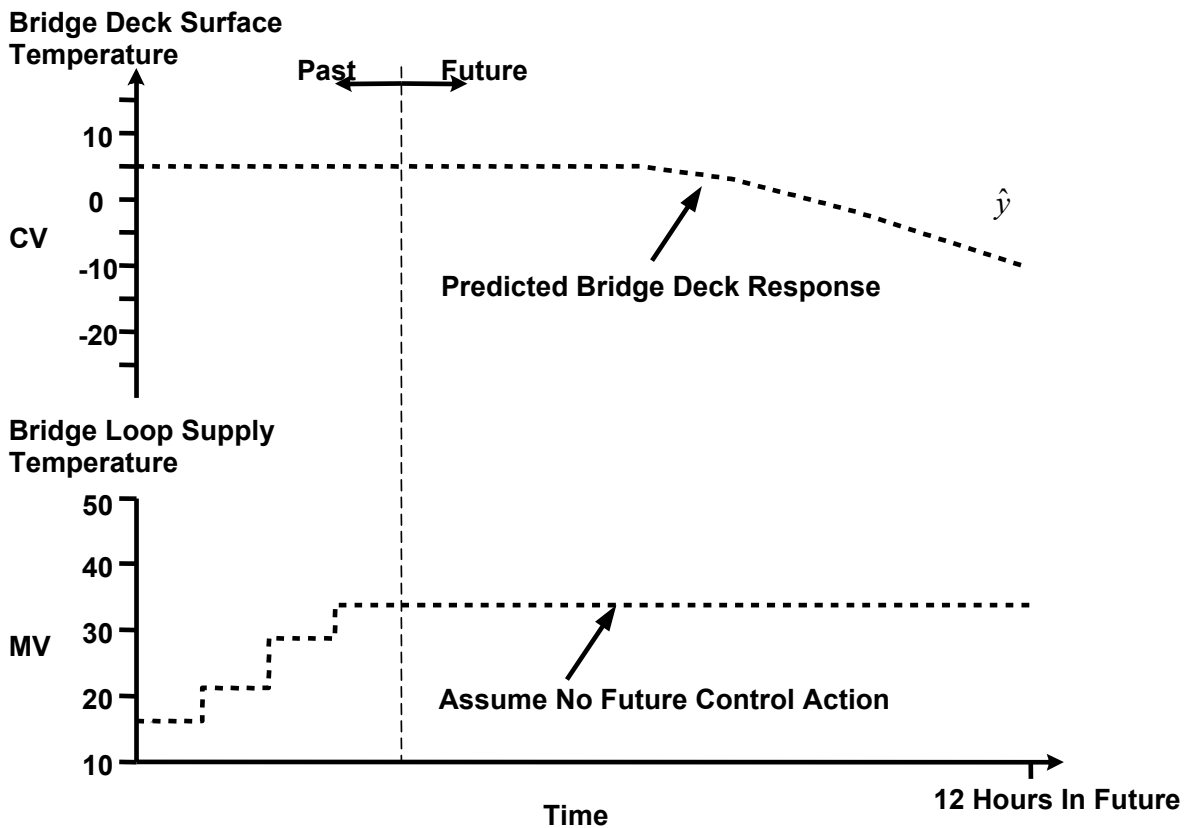 Bridge Deck Surface
Temperature
Past
Future
10
0
-10
-20
CV
ŷ
Predicted Bridge Deck Response
Bridge Loop Supply
Temperature
50
40
30
20
10
MV
Assume No Future Control Action
Time
12 Hours In Future